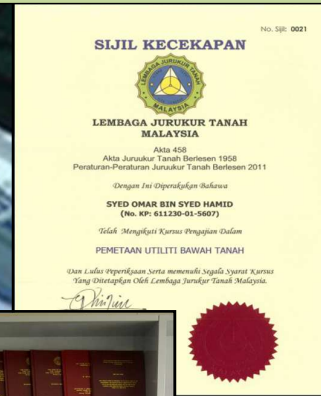 No. Sijil: 0021
SIJIL KECEKAPAN
LEMBAGA JURUKUR TANAH
MALAYSIA
LEMBAGA JURUKUR TANAH
MALAYSIA
Akta 458
Akta Juruukur Tanah Berlesen 1958
Peraturan-Peraturan Juruukur Tanah Berlesen 2011
Dengan Ini Diperakukan Bahawa
SYED OMAR BIN SYED HAMID
(No. KP: 611230-01-5607)
Telah Mengikuti Kursus Pengajian Dalam
PEMETAAN UTILITI BAWAH TANAH
Dan Lulus Peperiksaan Serta memenuhi Segala Syarat Kursus
Yang Ditetapkan Oleh Lembaga Jurukur Tanah Malaysia.